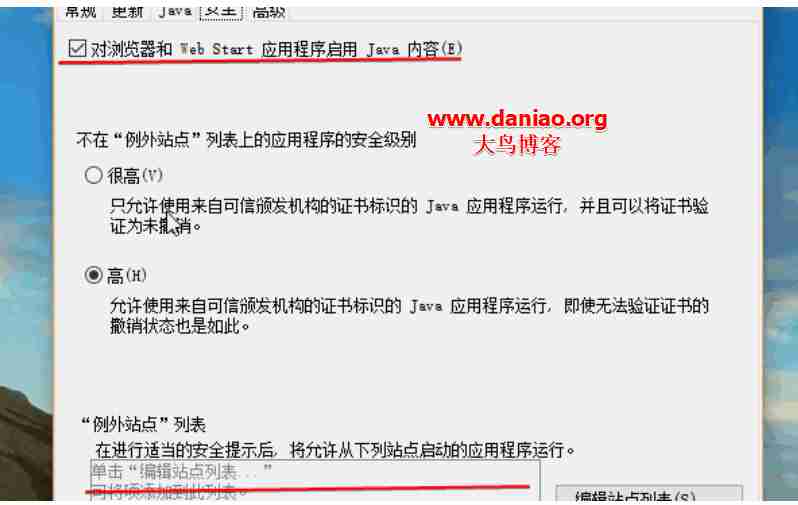 常规 更新 Java 安全 高级
对浏览器和 Web Start 应用程序启用 Java 内容(E)
www.daniao.org
大鸟博客
不在“例外站点”列表上的应用程序的安全级别
很高(V)
只允许使用来自可信颁发机构的证书标识的 Java 应用程序运行，并且可以将证书验
证为未撤消。
高(H)
允许使用来自可信颁发机构的证书标识的 Java 应用程序运行，即使无法验证证书的
撤消状态也是如此。
“例外站点”列表
在进行适当的安全提示后，将允许从下列站点启动的应用程序运行。
单击“编辑站点列表...”
可将项添加到此列表。
编辑站点列表(S)